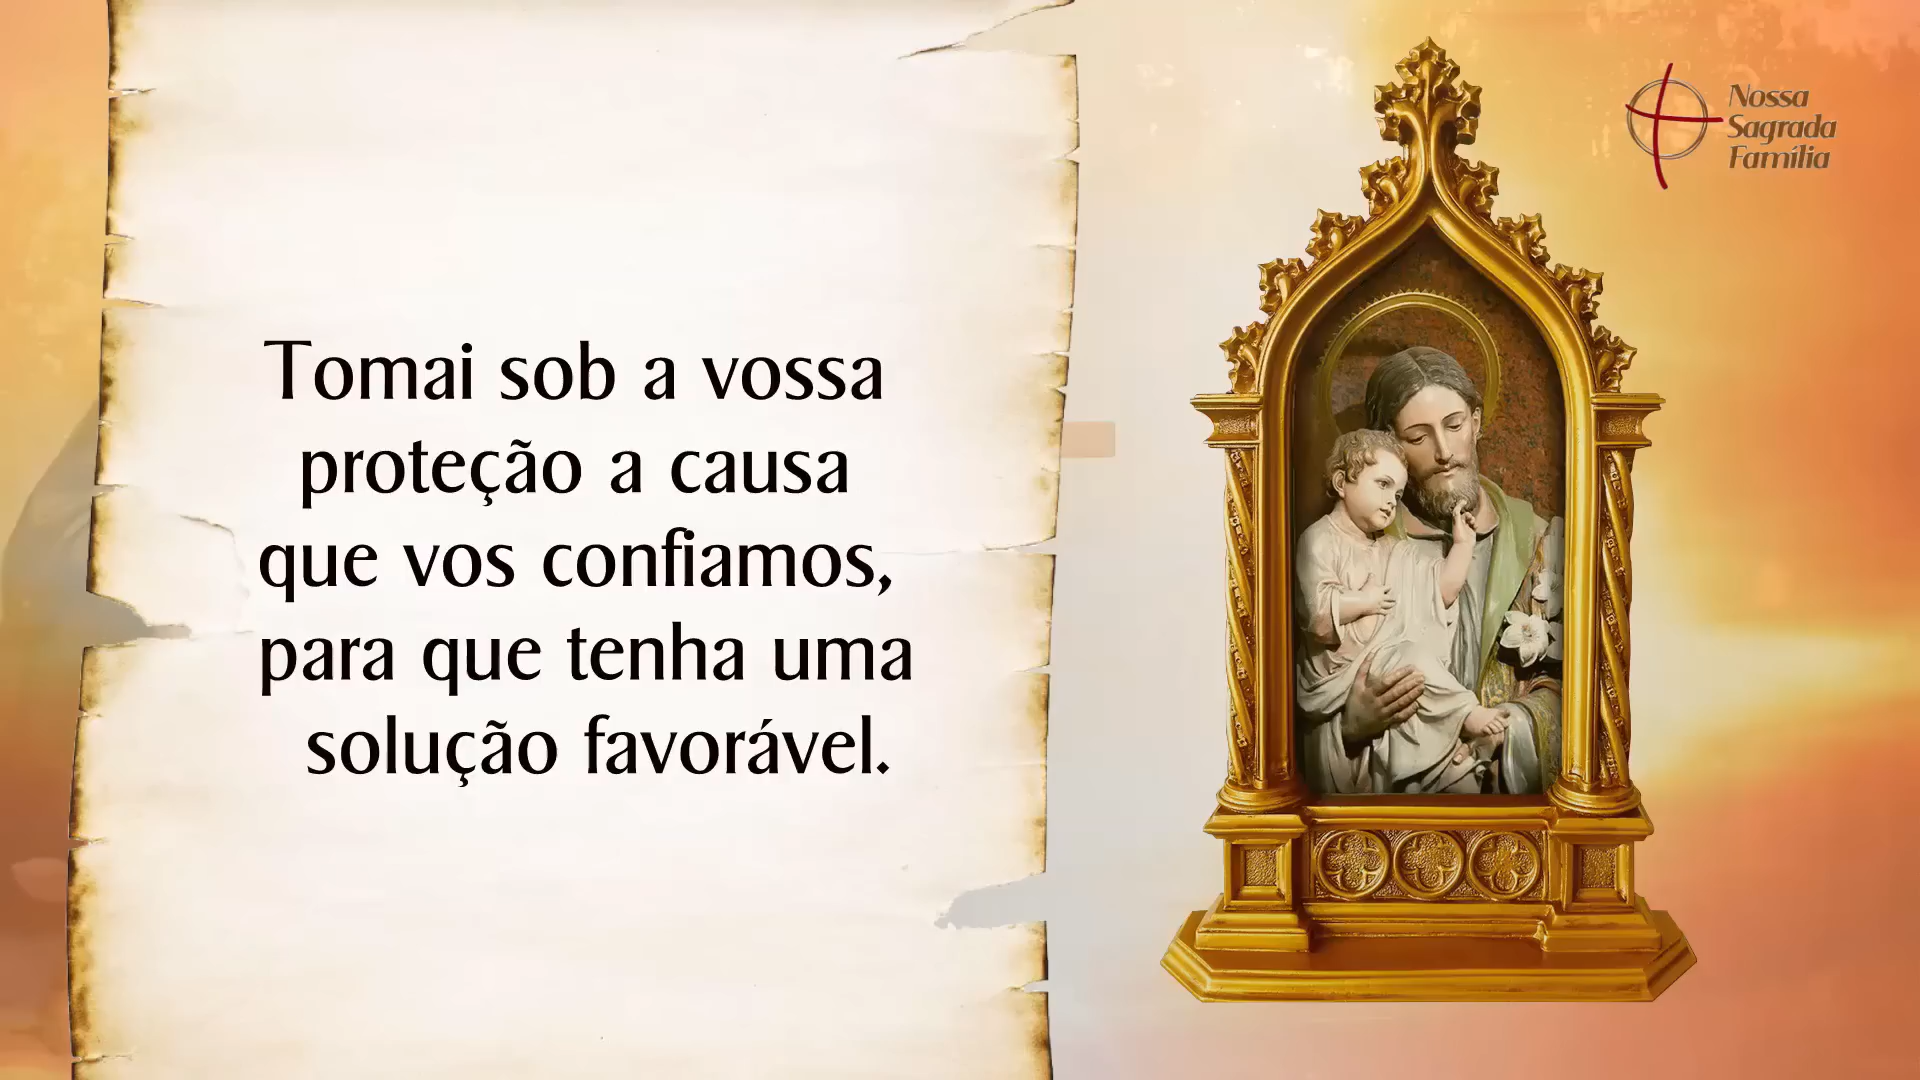 Tomai sob a vossa
proteção a causa
que vos confiamos,
para que tenha uma
solução favorável.
Nossa
Sagrada
Família